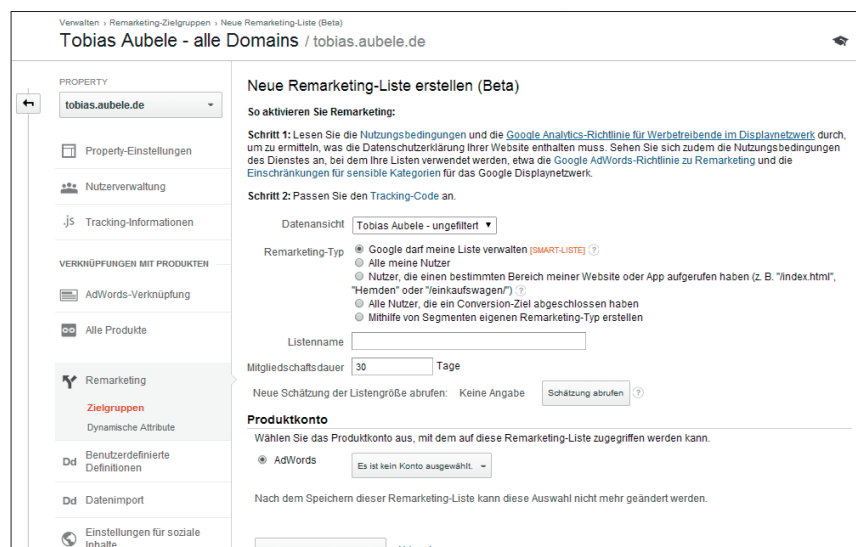 Verwalten › Remarketing-Zielgruppen › Neue Remarketing-Liste (Beta)
Tobias Aubele - alle Domains / tobias.aubele.de
PROPERTY
tobias.aubele.de
Property-Einstellungen
Nutzerverwaltung
.js Tracking-Informationen
VERKNÜPFUNGEN MIT PRODUKTEN
AdWords-Verknüpfung
Alle Produkte
Remarketing
Zielgruppen
Dynamische Attribute
Dd Benutzerdefinierte
Definitionen
Dd Datenimport
Einstellungen für soziale
Inhalte
Neue Remarketing-Liste erstellen (Beta)
So aktivieren Sie Remarketing:
Schritt 1: Lesen Sie die Nutzungsbedingungen und die Google Analytics-Richtlinie für Werbetreibende im Displaynetzwerk durch,
um zu ermitteln, was die Datenschutzerklärung Ihrer Website enthalten muss. Sehen Sie sich zudem die Nutzungsbedingungen
des Dienstes an, bei dem Ihre Listen verwendet werden, etwa die Google AdWords-Richtlinie zu Remarketing und die
Einschränkungen für sensible Kategorien für das Google Displaynetzwerk.
Schritt 2: Passen Sie den Tracking-Code an.
Datenansicht Tobias Aubele - ungefiltert
Remarketing-Typ Google darf meine Liste verwalten [SMART-LISTE] ?
Alle meine Nutzer
Nutzer, die einen bestimmten Bereich meiner Website oder App aufgerufen haben (z. B. "/index.html",
"Hemden" oder "/einkaufswagen/") ?
Alle Nutzer, die ein Conversion-Ziel abgeschlossen haben
Mithilfe von Segmenten eigenen Remarketing-Typ erstellen
Listenname
Mitgliedschaftsdauer 30 Tage
Neue Schätzung der Listengröße abrufen: Keine Angabe Schätzung abrufen ?
Produktkonto
Wählen Sie das Produktkonto aus, mit dem auf diese Remarketing-Liste zugegriffen werden kann.
AdWords Es ist kein Konto ausgewählt.
Nach dem Speichern dieser Remarketing-Liste kann diese Auswahl nicht mehr geändert werden.